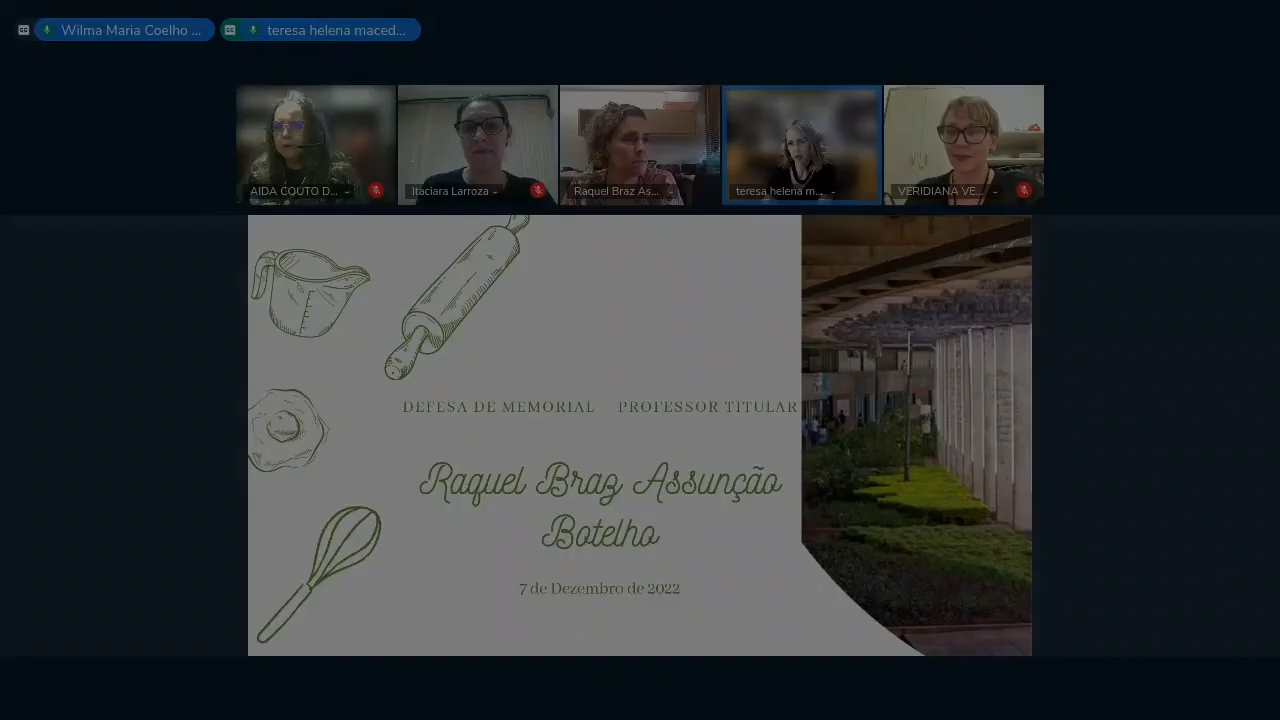 Wilma Maria Coelho ...
teresa helena maced...
AIDA COUTO D...
Itaciara Larroza
Raquel Braz As...
teresa helena m...
VERIDIANA VE...
DEFESA DE MEMORIAL PROFESSOR TITULAR
Raquel Braz Assunção
Botelho
7 de Dezembro de 2022